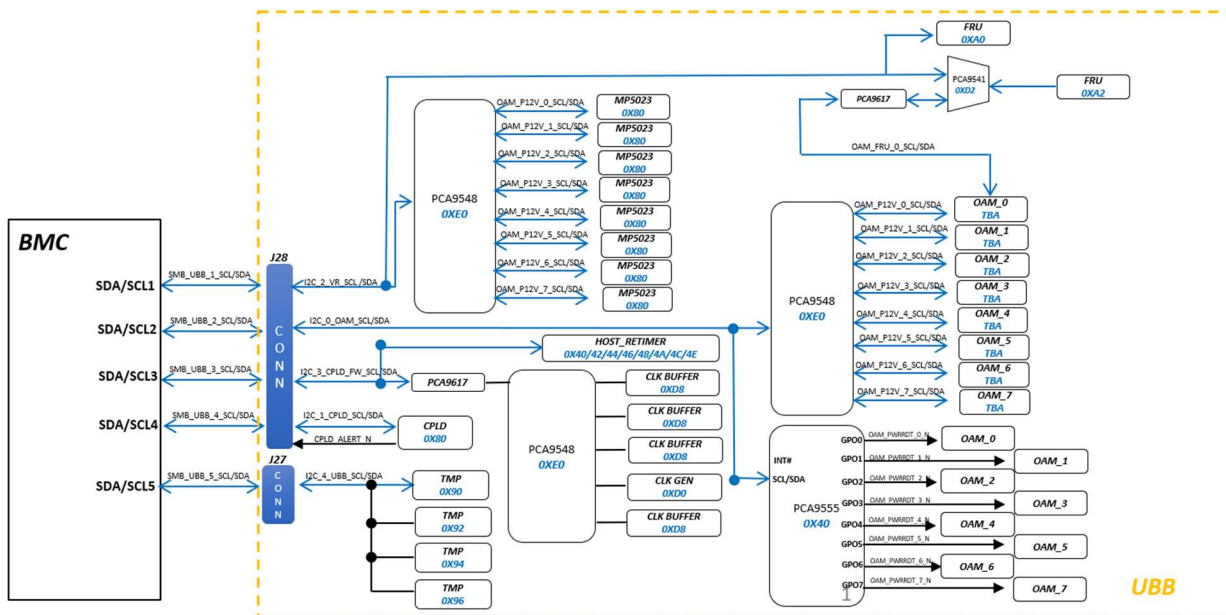 FRU
0XA0
PCA9541
0XD2
FRU
0XA2
PCA9617
OAM_FRU_0_SCL/SDA
OAM_P12V_0_SCL/SDA
MP5023
0X80
OAM_P12V_1_SCL/SDA
MP5023
0X80
OAM_P12V_2_SCL/SDA
MP5023
0X80
OAM_P12V_3_SCL/SDA
MP5023
0X80
OAM_P12V_4_SCL/SDA
MP5023
0X80
OAM_P12V_5_SCL/SDA
MP5023
0X80
OAM_P12V_6_SCL/SDA
MP5023
0X80
OAM_P12V_7_SCL/SDA
MP5023
0X80
PCA9548
0XE0
OAM_P12V_0_SCL/SDA
OAM_0
TBA
OAM_P12V_1_SCL/SDA
OAM_1
TBA
OAM_P12V_2_SCL/SDA
OAM_2
TBA
OAM_P12V_3_SCL/SDA
OAM_3
TBA
OAM_P12V_4_SCL/SDA
OAM_4
TBA
OAM_P12V_5_SCL/SDA
OAM_5
TBA
OAM_P12V_6_SCL/SDA
OAM_6
TBA
OAM_P12V_7_SCL/SDA
OAM_7
TBA
PCA9548
0XE0
BMC
SDA/SCL1
SMB_UBB_1_SCL/SDA
SDA/SCL2
SMB_UBB_2_SCL/SDA
SDA/SCL3
SMB_UBB_3_SCL/SDA
SDA/SCL4
SMB_UBB_4_SCL/SDA
SDA/SCL5
SMB_UBB_5_SCL/SDA
J28
CONN
J27
CONN
I2C_2_VR_SCL/SDA
I2C_0_OAM_SCL/SDA
HOST_RETIMER
0X40/42/44/46/48/4A/4C/4E
I2C_3_CPLD_FW_SCL/SDA
PCA9617
I2C_1_CPLD_SCL/SDA
CPLD_ALERT_N
CPLD
0X80
I2C_4_UBB_SCL/SDA
TMP
0X90
TMP
0X92
TMP
0X94
TMP
0X96
PCA9548
0XE0
CLK BUFFER
0XD8
CLK BUFFER
0XD8
CLK BUFFER
0XD8
CLK GEN
0XD0
CLK BUFFER
0XD8
INT#
SCL/SDA
PCA9555
0X40
GPO0
OAM_PWRRDT_0_N
OAM_0
GPO1
OAM_PWRRDT_1_N
OAM_1
GPO2
OAM_PWRRDT_2_N
OAM_2
GPO3
OAM_PWRRDT_3_N
OAM_3
GPO4
OAM_PWRRDT_4_N
OAM_4
GPO5
OAM_PWRRDT_5_N
OAM_5
GPO6
OAM_PWRRDT_6_N
OAM_6
GPO7
OAM_PWRRDT_7_N
OAM_7
1
UBB